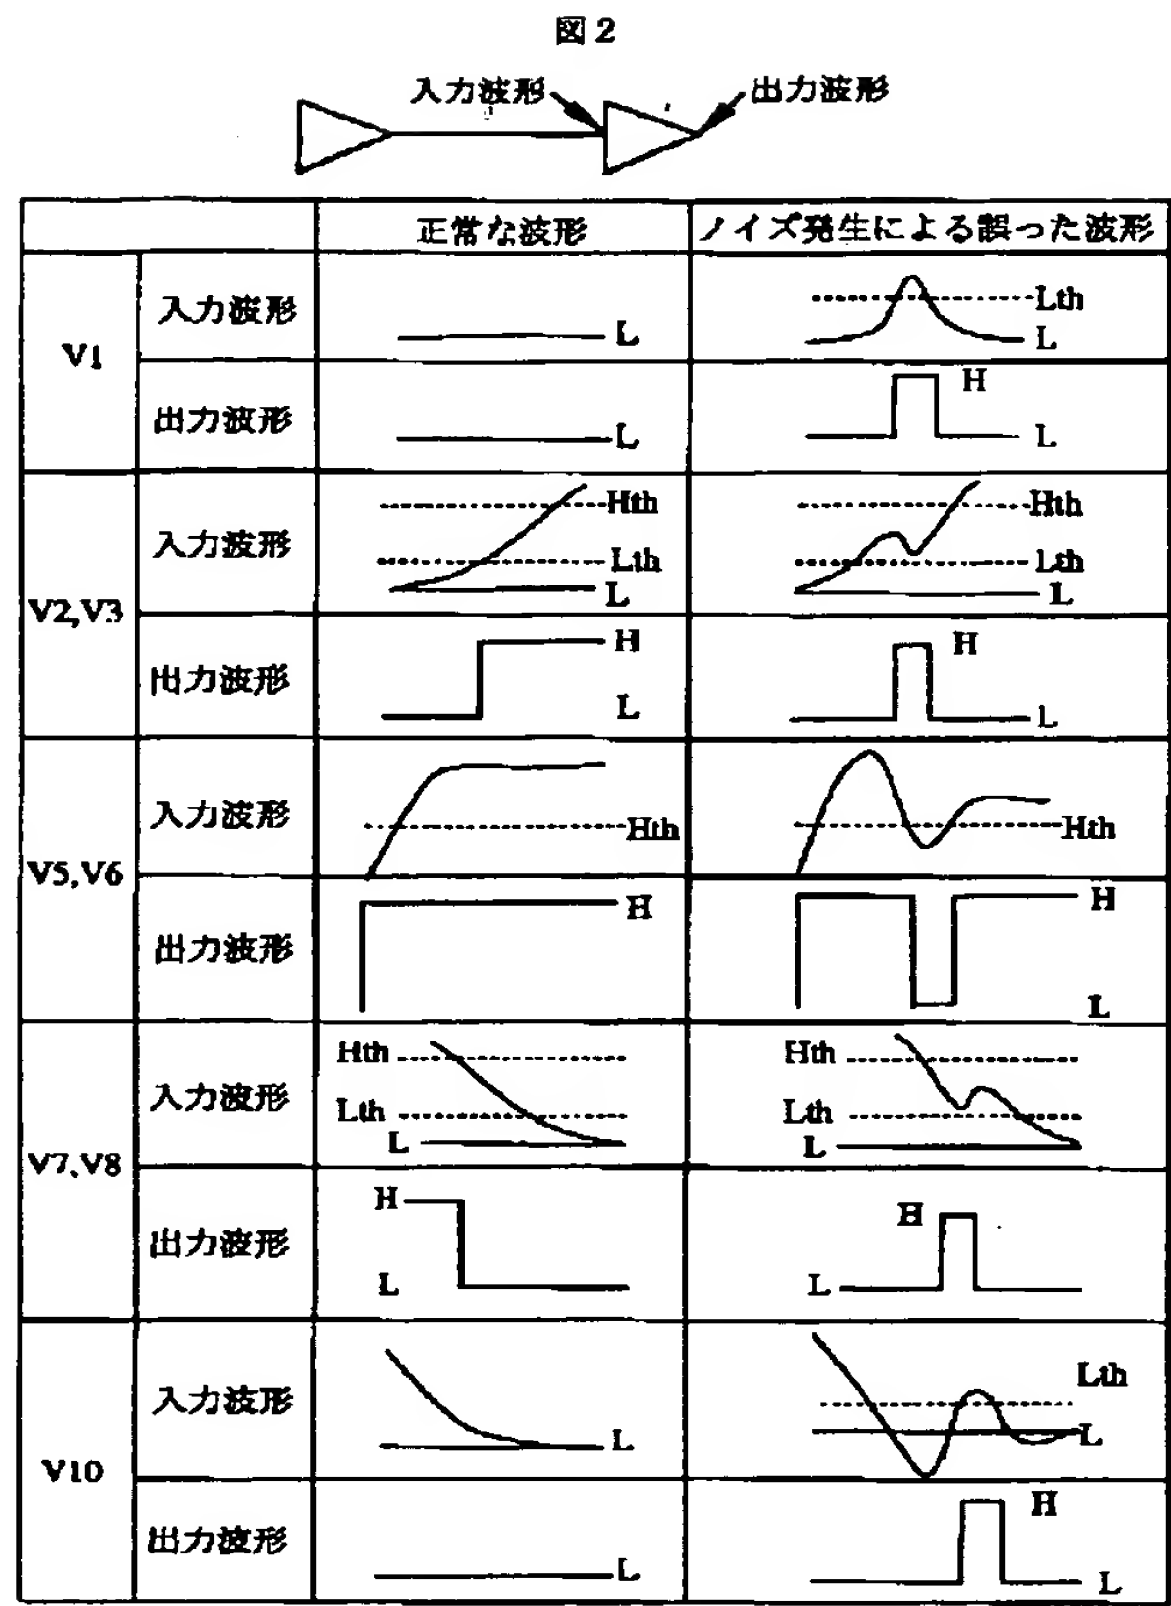 図2
入力波形 出力波形
正常な波形 ノイズ発生による誤った波形
V1
入力波形 L Lth L
出力波形 L H L
V2,V3
入力波形 Hth Lth L Hth Lth L
出力波形 H L H L
V5,V6
入力波形 Hth Hth
出力波形 H H L
V7,V8
入力波形 Hth Lth L Hth Lth L
出力波形 H L H L
V10
入力波形 L Lth L
出力波形 L H L